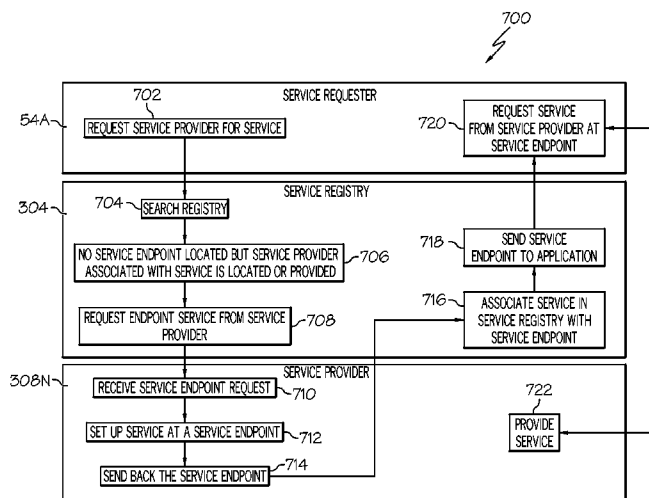 700
SERVICE REQUESTER
54A
702
REQUEST SERVICE PROVIDER FOR SERVICE
720
REQUEST SERVICE
FROM SERVICE PROVIDER AT
SERVICE ENDPOINT
SERVICE REGISTRY
304
704
SEARCH REGISTRY
NO SERVICE ENDPOINT LOCATED BUT SERVICE PROVIDER
ASSOCIATED WITH SERVICE IS LOCATED OR PROVIDED
706
REQUEST ENDPOINT SERVICE FROM SERVICE
PROVIDER
708
718
SEND SERVICE
ENDPOINT TO APPLICATION
716
ASSOCIATE SERVICE IN
SERVICE REGISTRY WITH
SERVICE ENDPOINT
SERVICE PROVIDER
308N
RECEIVE SERVICE ENDPOINT REQUEST
710
SET UP SERVICE AT A SERVICE ENDPOINT
712
SEND BACK THE SERVICE ENDPOINT
714
722
PROVIDE
SERVICE